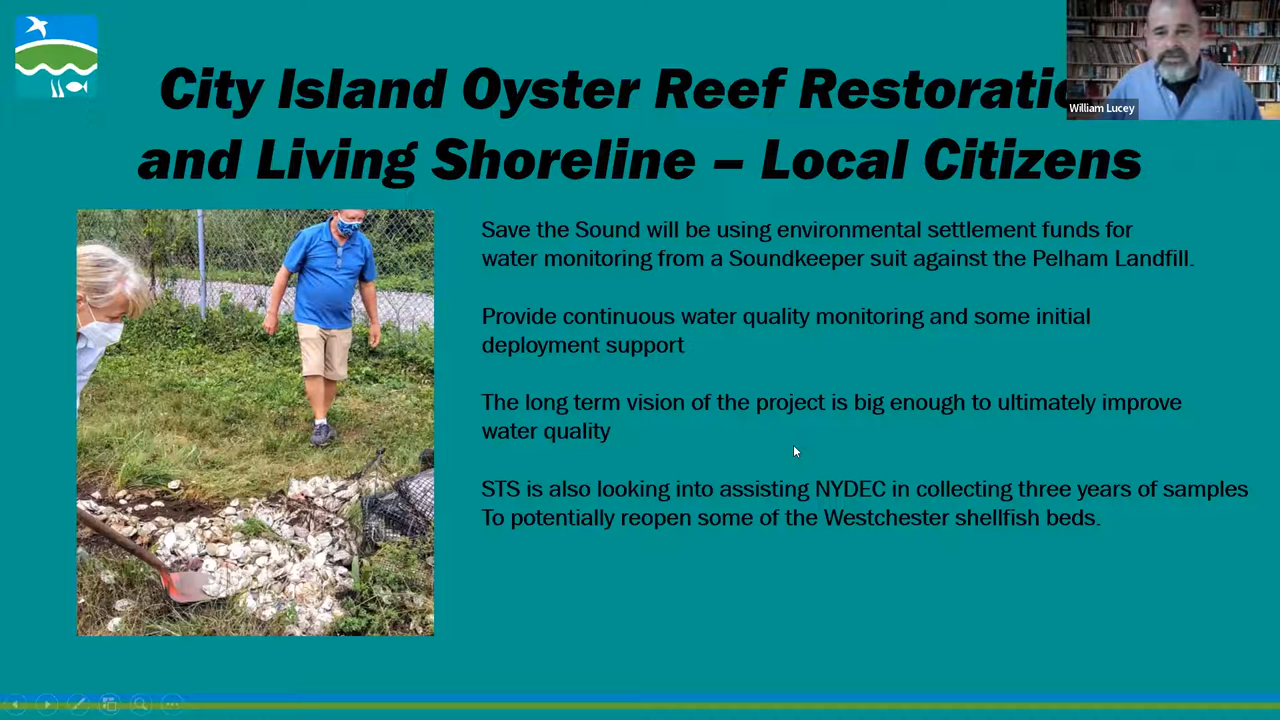 City Island Oyster Reef Restoratio
and Living Shoreline – Local Citizens
William Lucey
Save the Sound will be using environmental settlement funds for
water monitoring from a Soundkeeper suit against the Pelham Landfill.
Provide continuous water quality monitoring and some initial
deployment support
The long term vision of the project is big enough to ultimately improve
water quality
STS is also looking into assisting NYDEC in collecting three years of samples
To potentially reopen some of the Westchester shellfish beds.